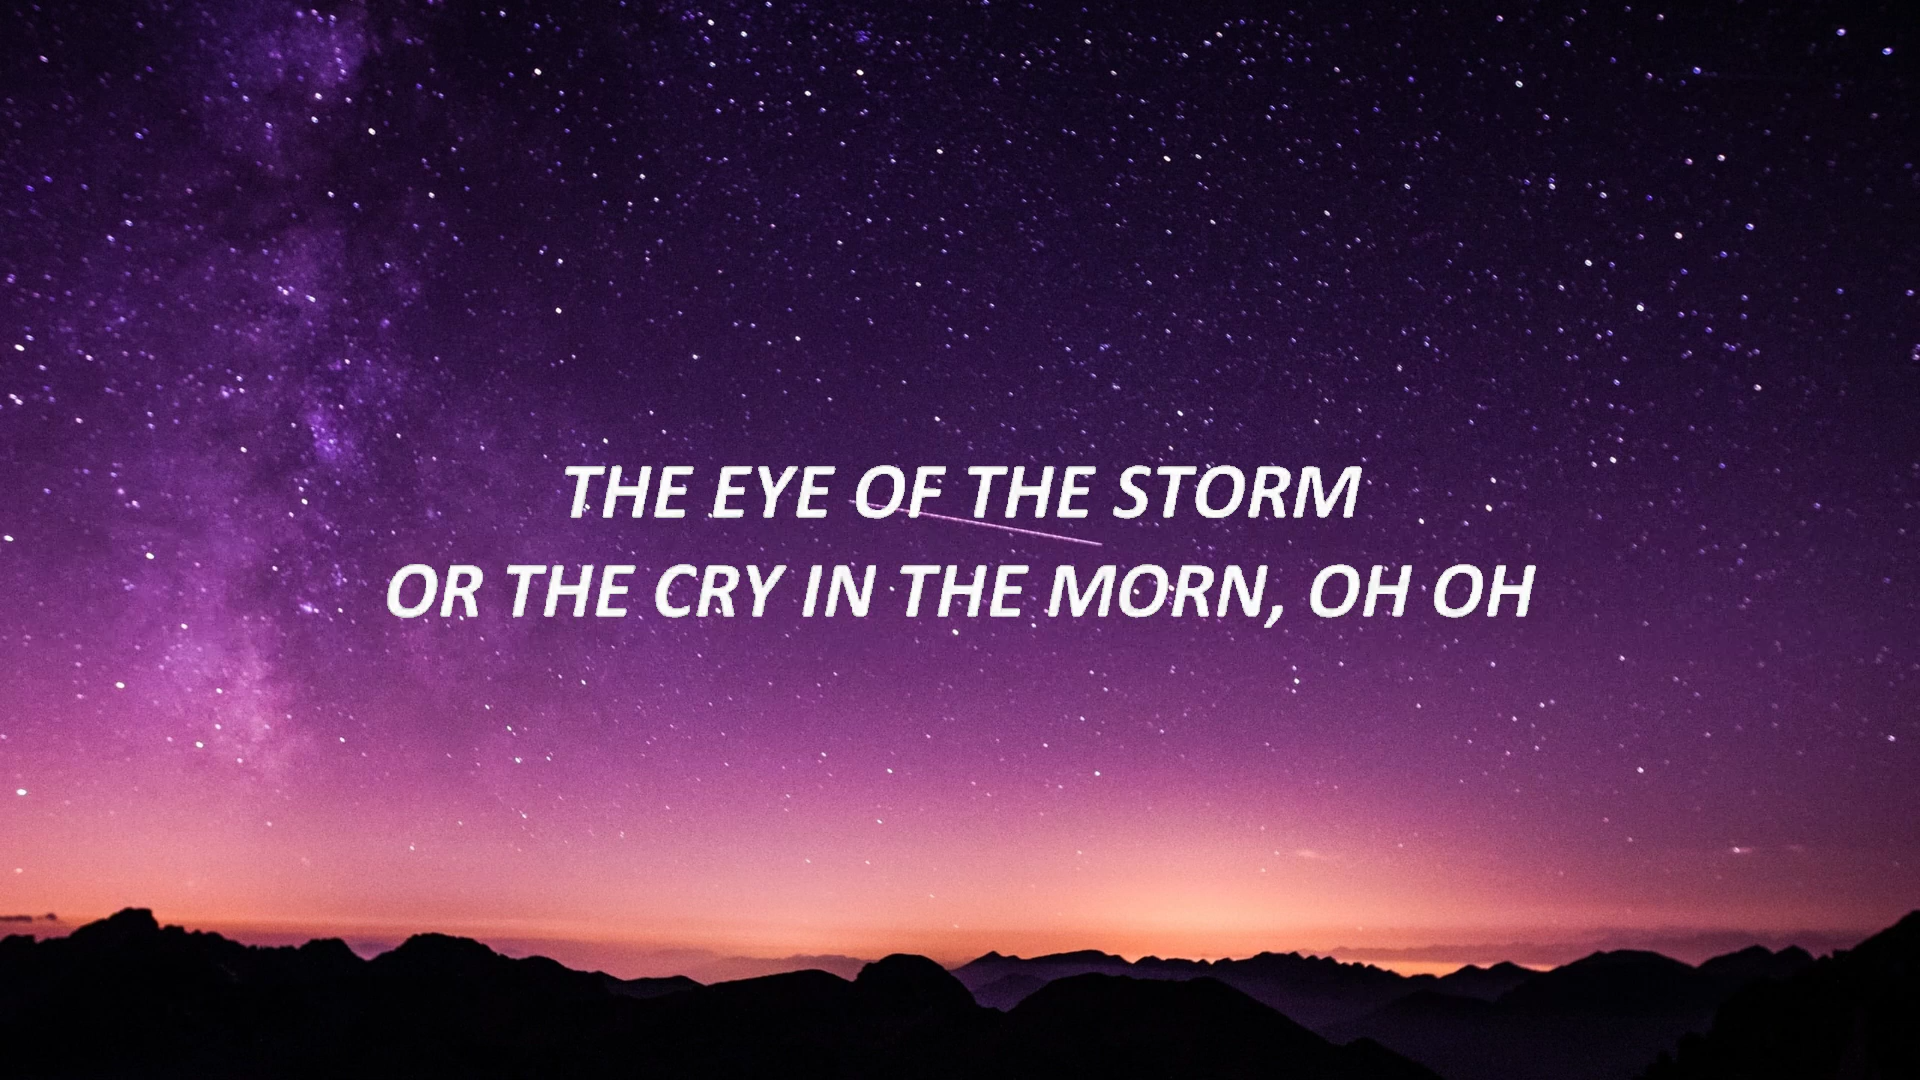 THE EYE OF THE STORM
OR THE CRY IN THE MORN, OH OH